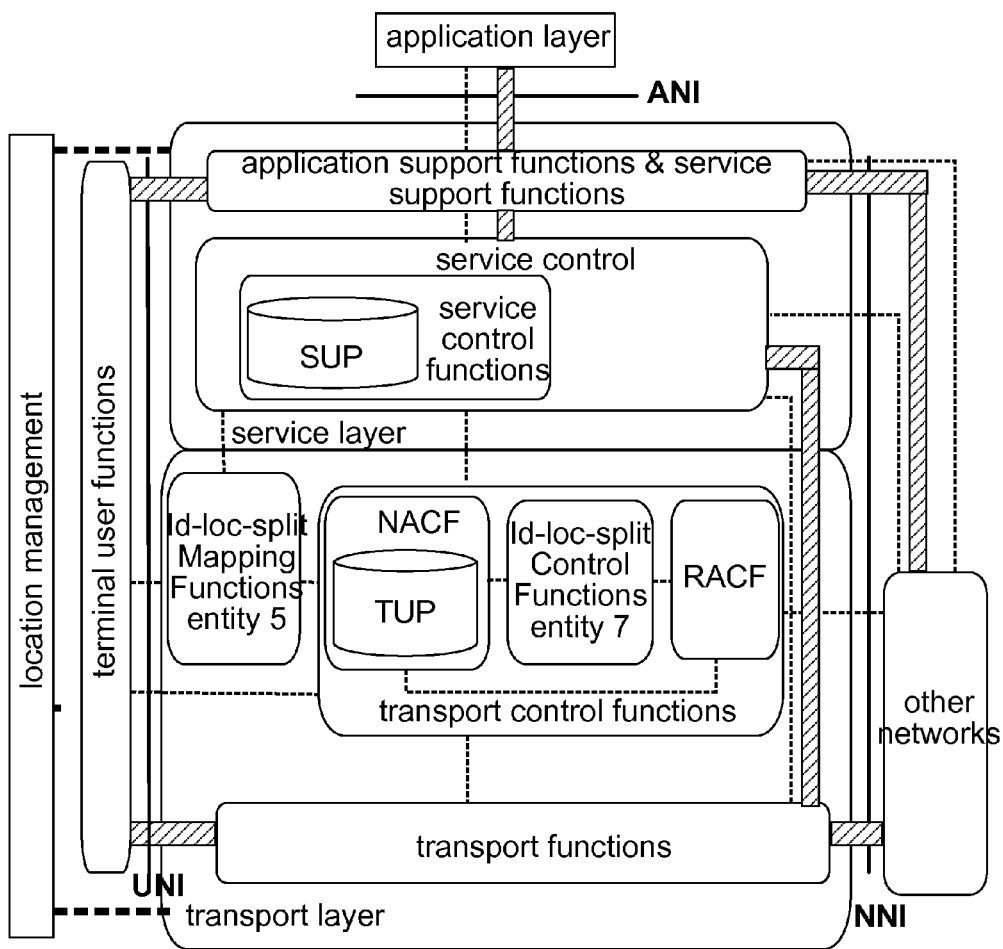 application layer
ANI
application support functions & service
support functions
service control
service
control
functions
SUP
service layer
location management
terminal user functions
Id-loc-split
Mapping
Functions
entity 5
NACF
TUP
Id-loc-split
Control
Functions
entity 7
RACF
transport control functions
other
networks
transport functions
UNI
NNI
transport layer